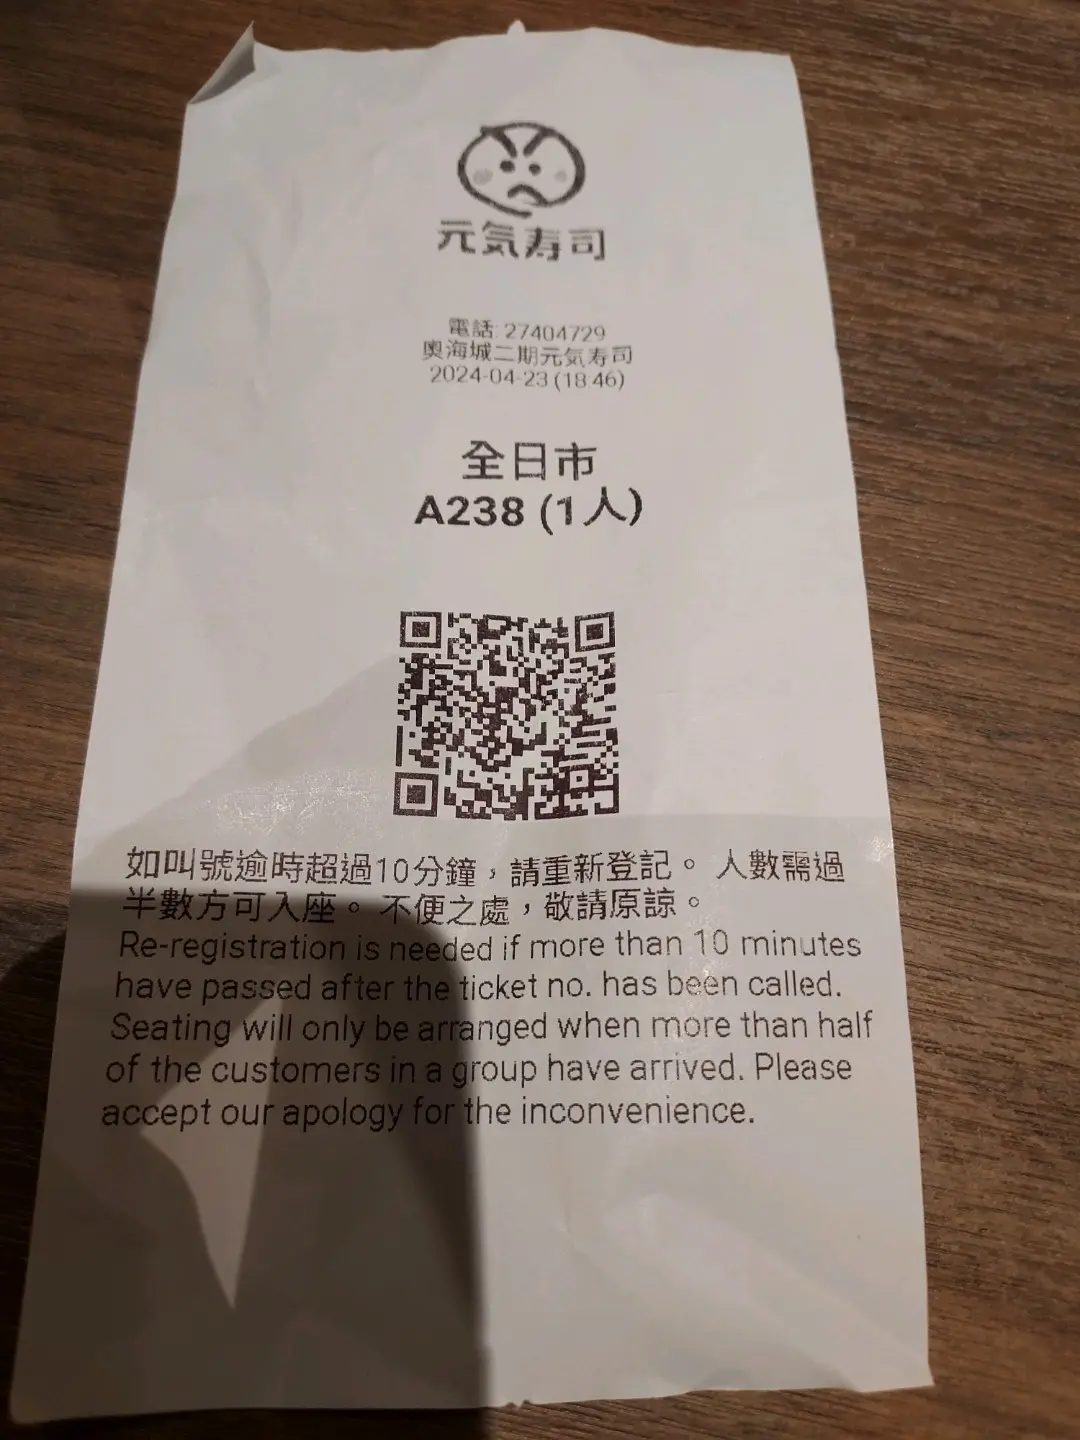 元気寿司
電話: 27404729
奧海城二期元気寿司
2024-04-23 (18:46)
全日市
A238 (1人)
如叫號逾時超過10分鐘，請重新登記。 人數需過
半數方可入座。 不便之處，敬請原諒。
Re-registration is needed if more than 10 minutes
have passed after the ticket no. has been called.
Seating will only be arranged when more than half
of the customers in a group have arrived. Please
accept our apology for the inconvenience.